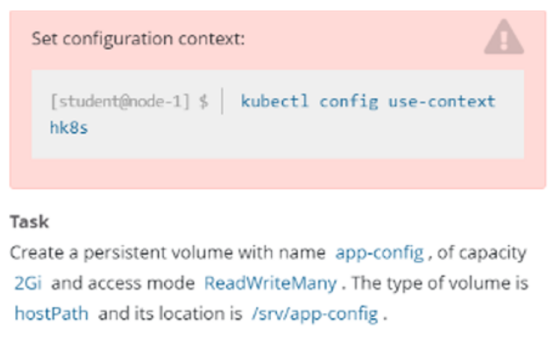 Set configuration context:
[student@node-1] $ | kubectl config use-context
hk8s
Task
Create a persistent volume with name app-config , of capacity
2Gi and access mode ReadWriteMany . The type of volume is
hostPath and its location is /srv/app-config .